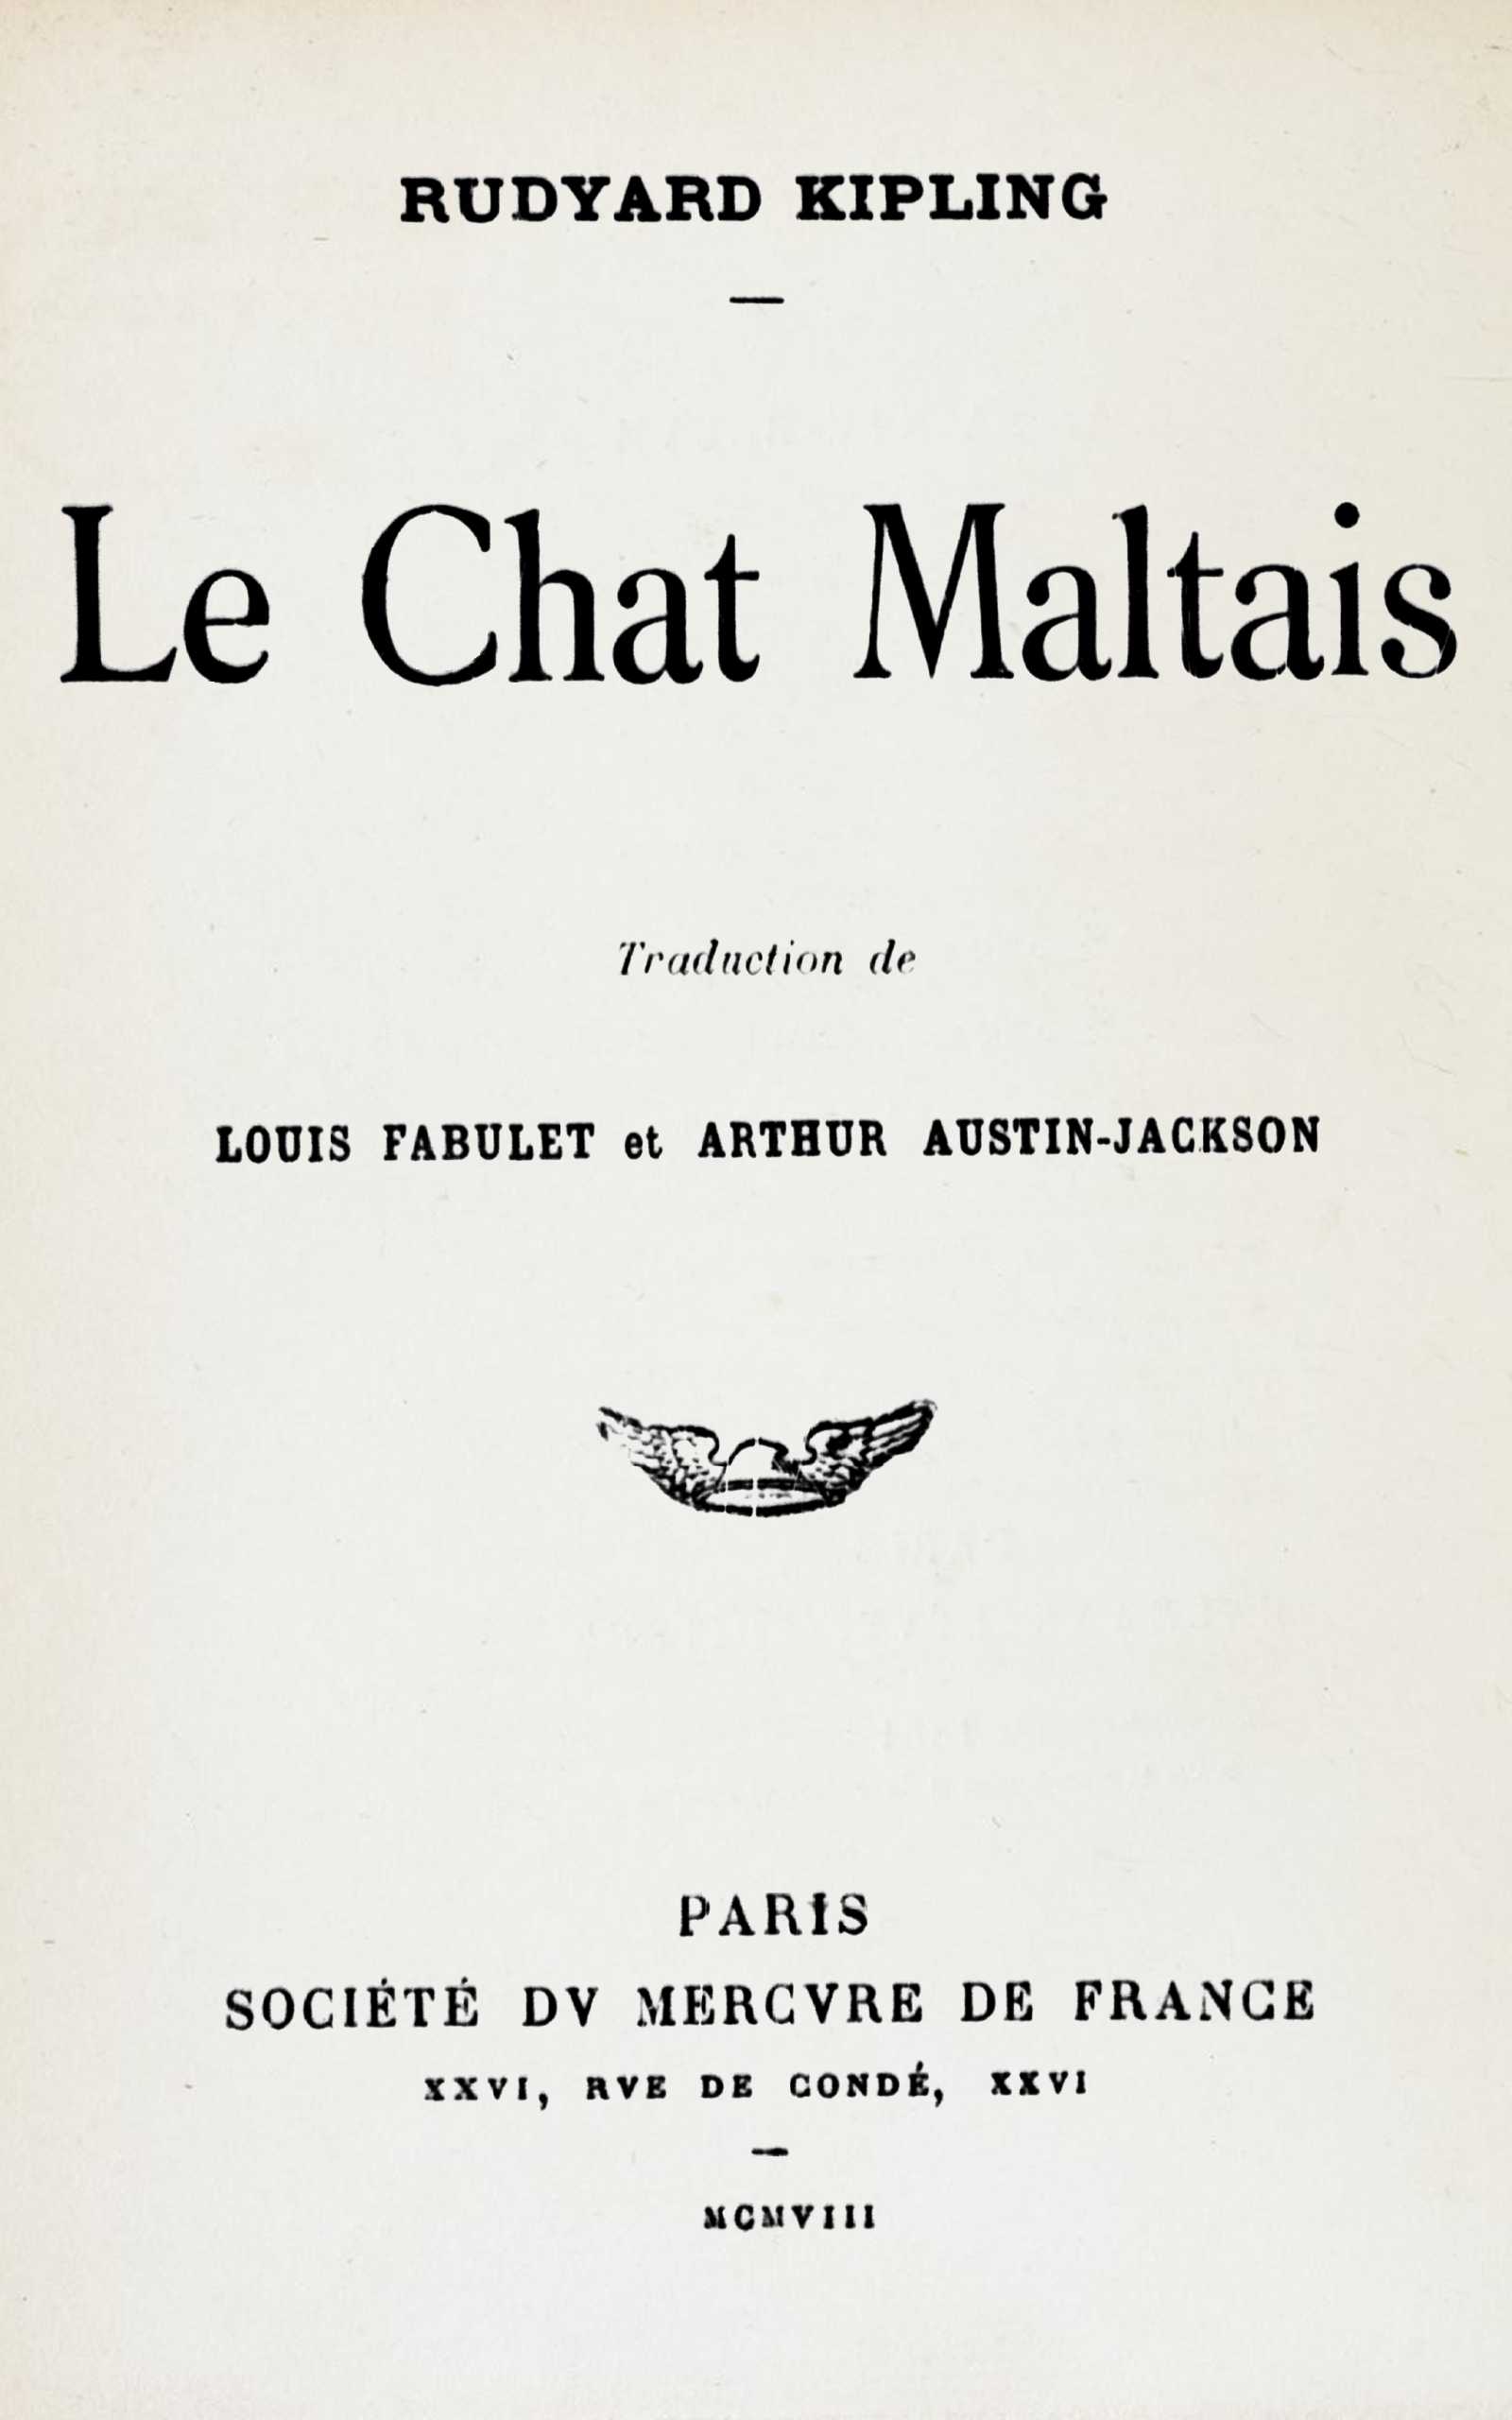 RUDYARD KIPLING
Le Chat Maltais
Traduction de
LOUIS FABULET et ARTHUR AUSTIN-JACKSON
PARIS
SOCIÉTÉ DV MERCVRE DE FRANCE
XXVI, RVE DE CONDÉ, XXVI
MCMVIII